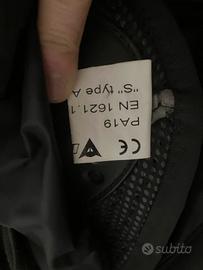 PA19
EN 1621.1
"S" type A
CE
subito